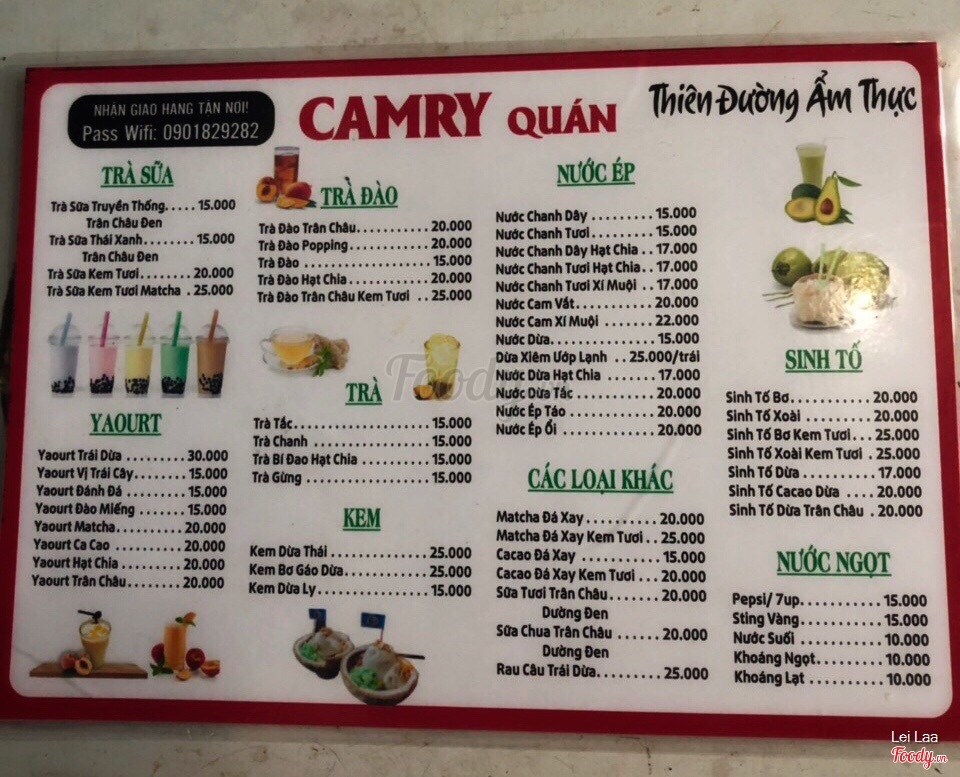 NHẬN GIAO HÀNG TẬN NƠI!
Pass Wifi: 0901829282
CAMRY QUÁN
Thiên Đường Ẩm Thực
TRÀ SỮA
Trà Sữa Truyền Thống..... 15.000
Trân Châu Đen
Trà Sữa Thái Xanh......... 15.000
Trân Châu Đen
Trà Sữa Kem Tươi......... 20.000
Trà Sữa Kem Tươi Matcha . 25.000
YAOURT
Yaourt Trái Dừa ......... 30.000
Yaourt Vị Trái Cây......... 15.000
Yaourt Đánh Đá ......... 15.000
Yaourt Đào Miếng ....... 15.000
Yaourt Matcha........... 20.000
Yaourt Ca Cao ........... 20.000
Yaourt Hạt Chia .......... 20.000
Yaourt Trân Châu......... 20.000
TRÀ ĐÀO
Trà Đào Trân Châu........... 20.000
Trà Đào Popping............ 20.000
Trà Đào .................. 15.000
Trà Đào Hạt Chia ............ 20.000
Trà Đào Trân Châu Kem Tươi .. 25.000
TRÀ
Trà Tắc.................... 15.000
Trà Chanh ................. 15.000
Trà Bí Đao Hạt Chia .......... 15.000
Trà Gừng .................. 15.000
KEM
Kem Dừa Thái .............. 25.000
Kem Bơ Gáo Dừa............ 25.000
Kem Dừa Ly................ 15.000
NƯỚC ÉP
Nước Chanh Dây ......... 15.000
Nước Chanh Tươi ......... 15.000
Nước Chanh Dây Hạt Chia .. 17.000
Nước Chanh Tươi Hạt Chia.. 17.000
Nước Chanh Tươi Xí Muội .. 17.000
Nước Cam Vắt........... 20.000
Nước Cam Xí Muội ....... 22.000
Nước Dừa............... 15.000
Dừa Xiêm Ướp Lạnh .. 25.000/trái
Nước Dừa Hạt Chia ....... 17.000
Nước Dừa Tắc ........... 20.000
Nước Ép Táo ............ 20.000
Nước Ép Ổi ............. 20.000
CÁC LOẠI KHÁC
Matcha Đá Xay........... 20.000
Matcha Đá Xay Kem Tươi .. 25.000
Cacao Đá Xay ........... 15.000
Cacao Đá Xay Kem Tươi ... 20.000
Sữa Tươi Trân Châu....... 20.000
Dường Đen
Sữa Chua Trân Châu ...... 20.000
Dường Đen
Rau Câu Trái Dừa......... 25.000
SINH TỐ
Sinh Tố Bơ........... 20.000
Sinh Tố Xoài ......... 20.000
Sinh Tố Bơ Kem Tươi... 25.000
Sinh Tố Xoài Kem Tươi . 25.000
Sinh Tố Dừa ......... 17.000
Sinh Tố Cacao Dừa .... 20.000
Sinh Tố Dừa Trân Châu . 20.000
NƯỚC NGỌT
Pepsi/ 7up........... 15.000
Sting Vàng........... 15.000
Nước Suối .......... 10.000
Khoáng Ngọt......... 10.000
Khoáng Lạt .......... 10.000
Foody.vn
Lei Laa
Foody.vn